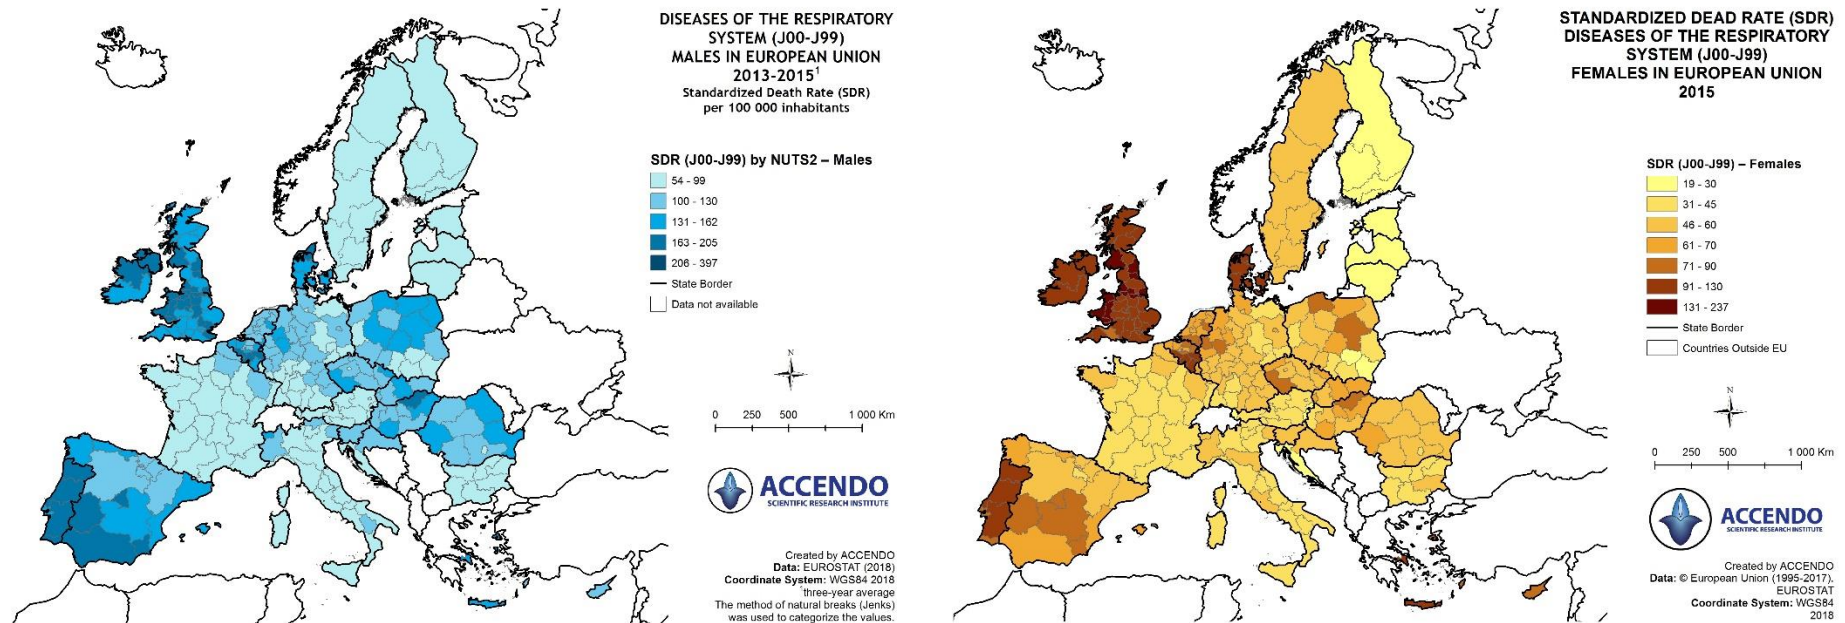 DISEASES OF THE RESPIRATORY
SYSTEM (J00-J99)
MALES IN EUROPEAN UNION
2013-2015¹
Standardized Death Rate (SDR)
per 100 000 inhabitants
SDR (J00-J99) by NUTS2 – Males
54 - 99
100 - 130
131 - 162
163 - 205
206 - 397
State Border
Data not available
N
0 250 500 1 000 Km
ACCENDO
SCIENTIFIC RESEARCH INSTITUTE
Created by ACCENDO
Data: EUROSTAT (2018)
Coordinate System: WGS84 2018
¹three-year average
The method of natural breaks (Jenks)
was used to categorize the values.
STANDARDIZED DEAD RATE (SDR)
DISEASES OF THE RESPIRATORY
SYSTEM (J00-J99)
FEMALES IN EUROPEAN UNION
2015
SDR (J00-J99) – Females
19 - 30
31 - 45
46 - 60
61 - 70
71 - 90
91 - 130
131 - 237
State Border
Countries Outside EU
N
0 250 500 1 000 Km
ACCENDO
SCIENTIFIC RESEARCH INSTITUTE
Created by ACCENDO
Data: © European Union (1995-2017),
EUROSTAT
Coordinate System: WGS84
2018